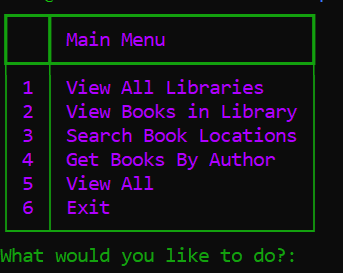 Main Menu
1 View All Libraries
2 View Books in Library
3 Search Book Locations
4 Get Books By Author
5 View All
6 Exit
What would you like to do?: